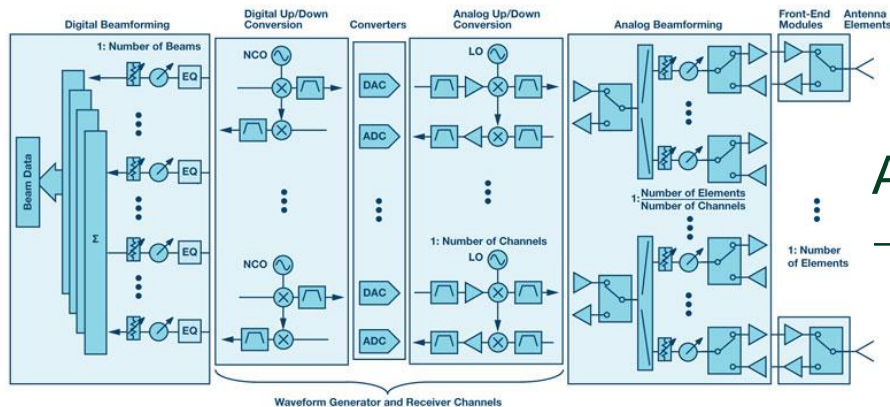 Digital Beamforming
1: Number of Beams
EQ
EQ
EQ
EQ
Beam Data
Σ
Digital Up/Down
Conversion
NCO
NCO
Converters
DAC
ADC
DAC
ADC
Analog Up/Down
Conversion
LO
1: Number of Channels
LO
Analog Beamforming
1: Number of Elements
Number of Channels
Front-End
Modules
Antenna
Elements
1: Number
of Elements
Waveform Generator and Receiver Channels
A